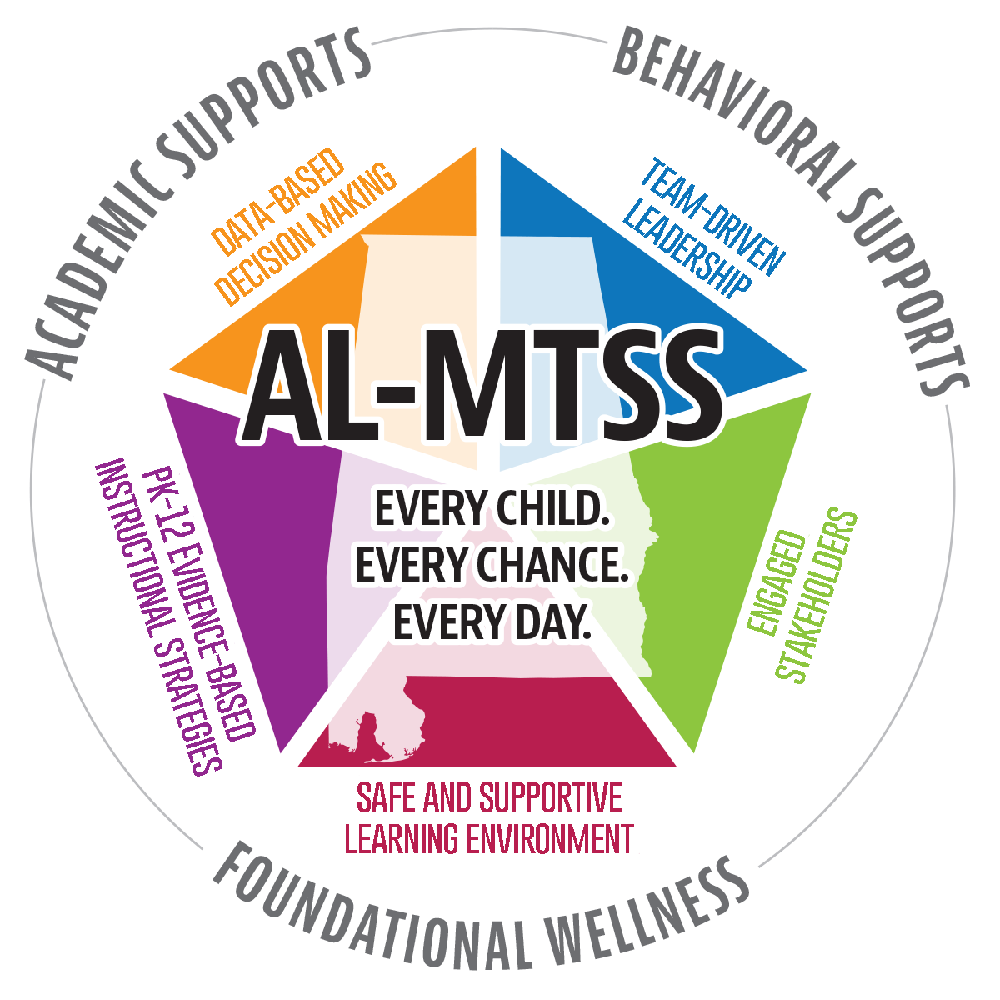 ACADEMIC SUPPORTS
BEHAVIORAL SUPPORTS
DATA-BASED
DECISION MAKING
TEAM-DRIVEN
LEADERSHIP
AL-MTSS
EVERY CHILD.
EVERY CHANCE.
EVERY DAY.
PK-12 EVIDENCE-BASED
INSTRUCTIONAL STRATEGIES
ENGAGED
STAKEHOLDERS
SAFE AND SUPPORTIVE
LEARNING ENVIRONMENT
FOUNDATIONAL WELLNESS